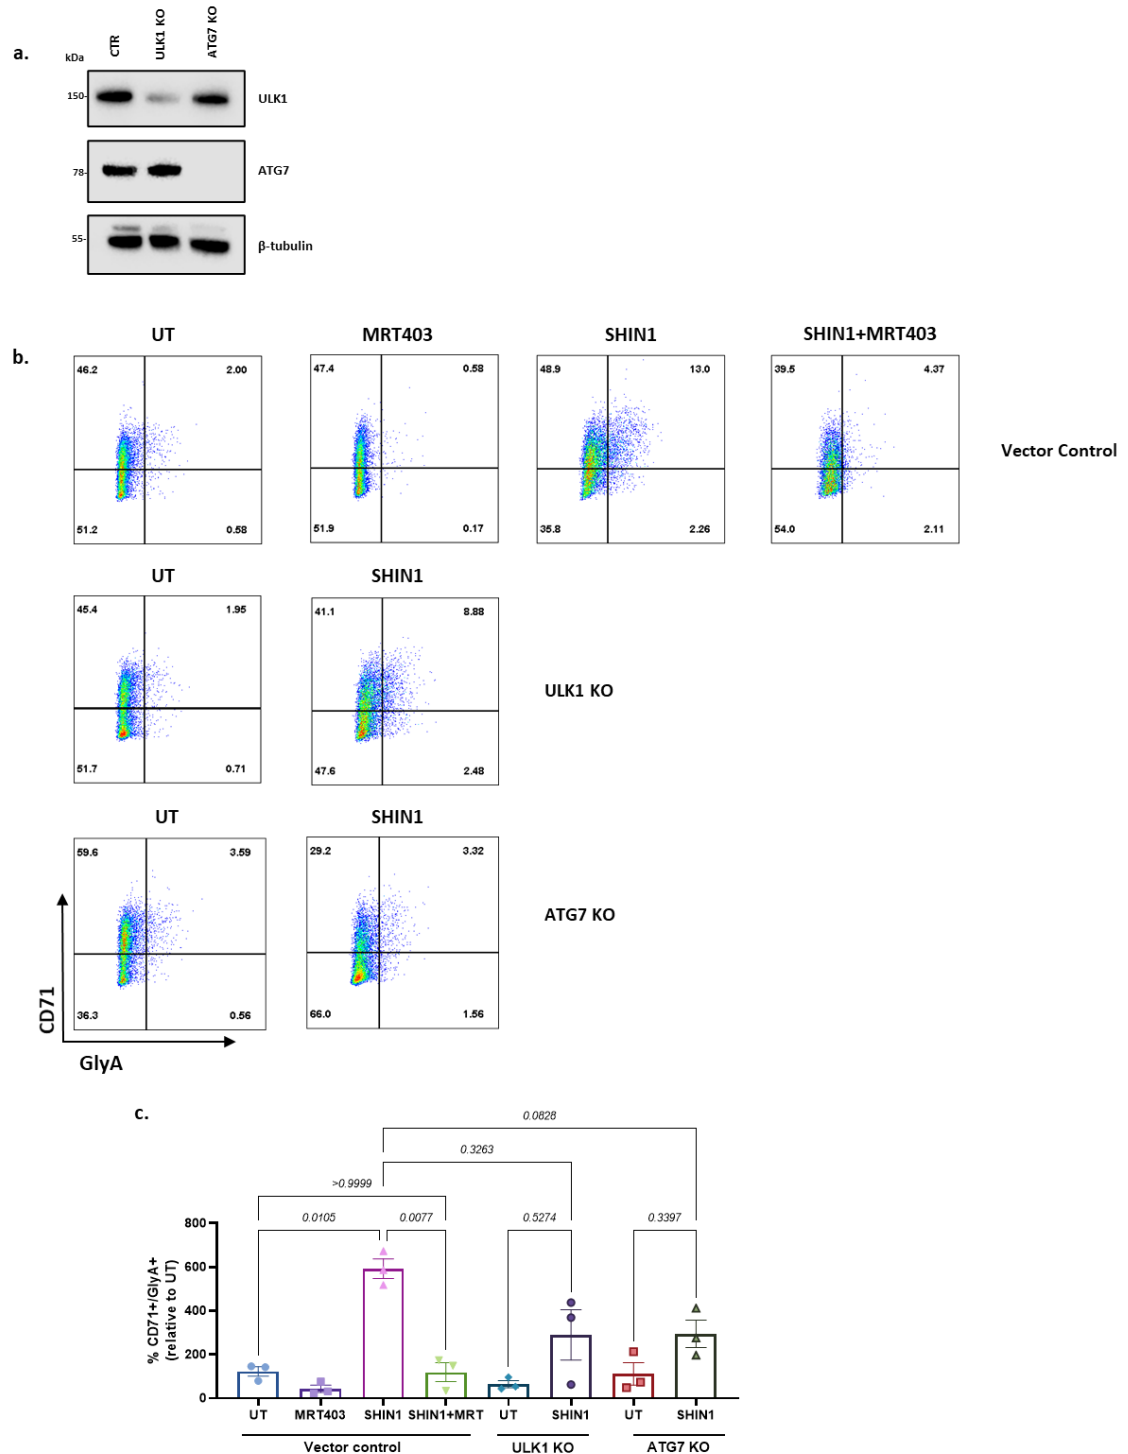 a.
kDa
CTR
ULK1 KO
ATG7 KO
150-
ULK1
78-
ATG7
55-
β-tubulin
b.
UT
MRT403
SHIN1
SHIN1+MRT403
46.2
2.00
47.4
0.58
48.9
13.0
39.5
4.37
Vector Control
51.2
0.58
51.9
0.17
35.8
2.26
54.0
2.11
UT
SHIN1
45.4
1.95
41.1
8.88
ULK1 KO
51.7
0.71
47.6
2.48
UT
SHIN1
59.6
3.59
29.2
3.32
ATG7 KO
36.3
0.56
66.0
1.56
CD71
GlyA
c.
0.0828
0.3263
>0.9999
0.0105
0.0077
0.5274
0.3397
% CD71+/GlyA+
(relative to UT)
800
600
400
200
0
UT
MRT403
SHIN1
SHIN1+MRT
UT
SHIN1
UT
SHIN1
Vector control
ULK1 KO
ATG7 KO